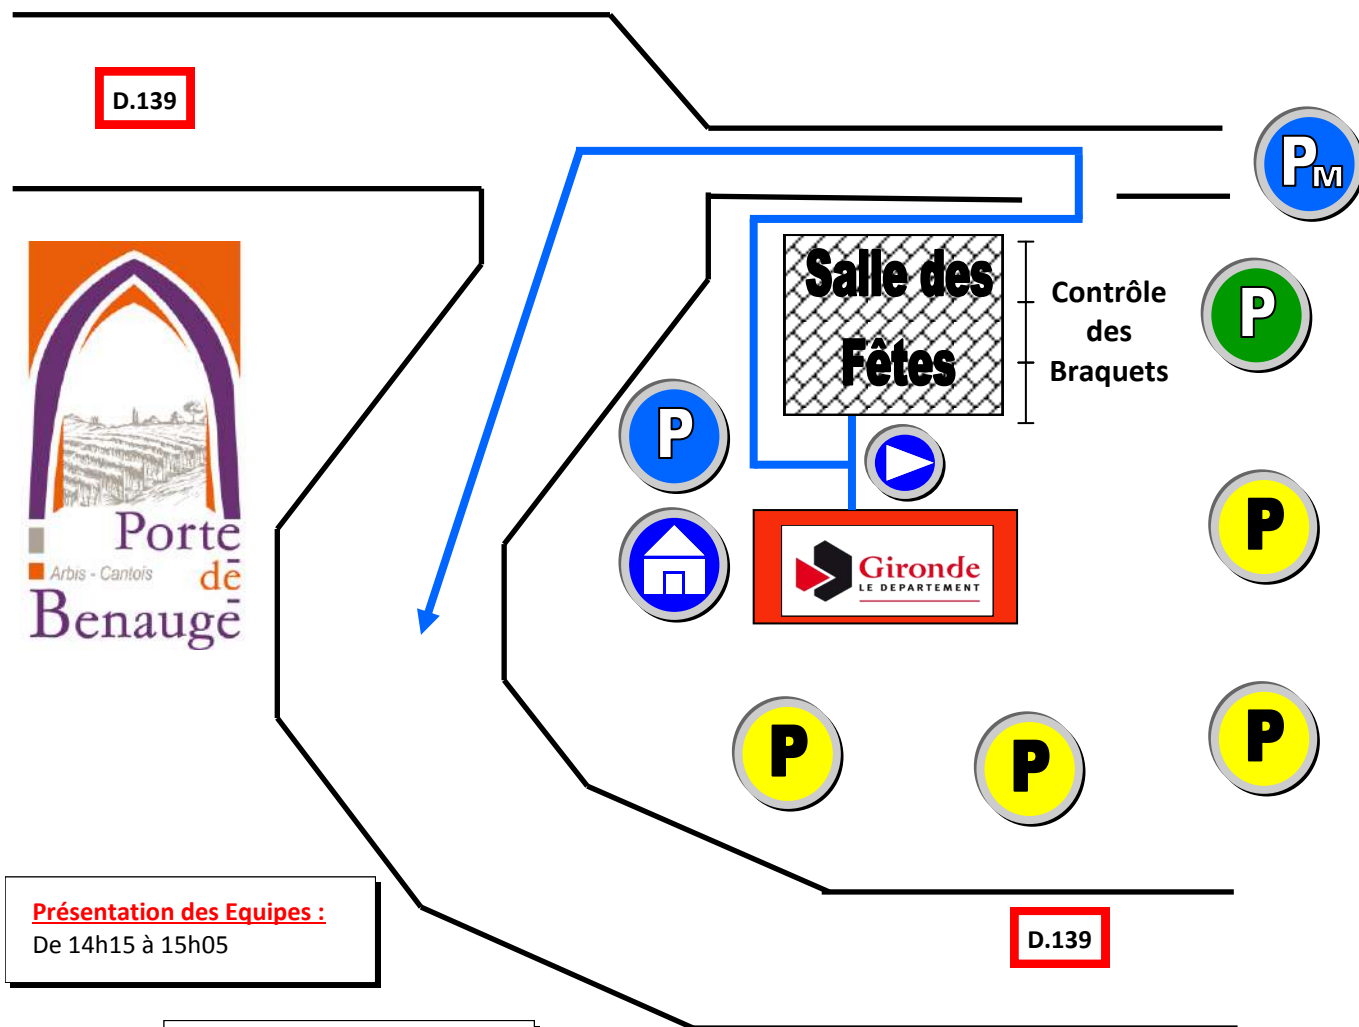 D.139
PM
Salle des
Fêtes
Contrôle
des
Braquets
P
P
P
Porte
de
Benauge
Arbis - Cantois
Gironde
LE DEPARTEMENT
P
P
P
Présentation des Equipes :
De 14h15 à 15h05
D.139